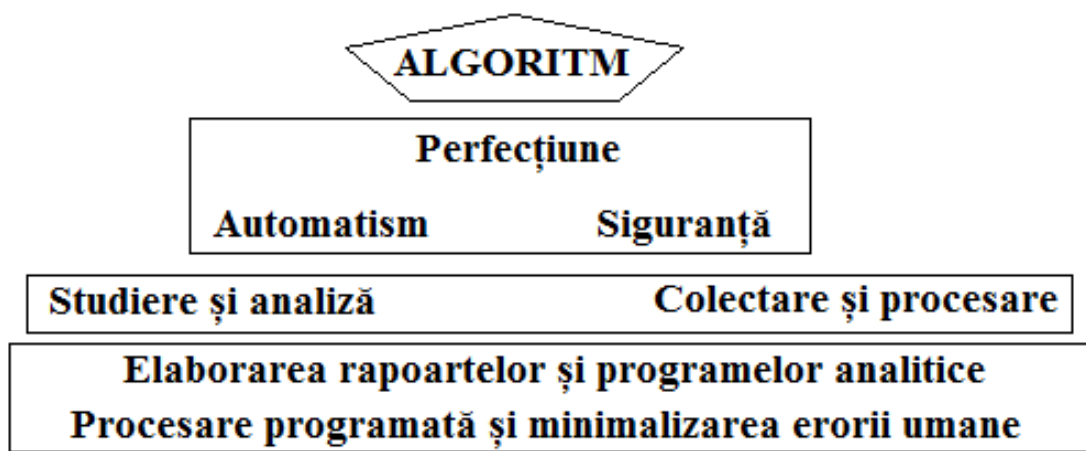 ALGORITM
Perfecțiune
Automatism Siguranță
Studiere și analiză Colectare și procesare
Elaborarea rapoartelor și programelor analitice
Procesare programată și minimalizarea erorii umane